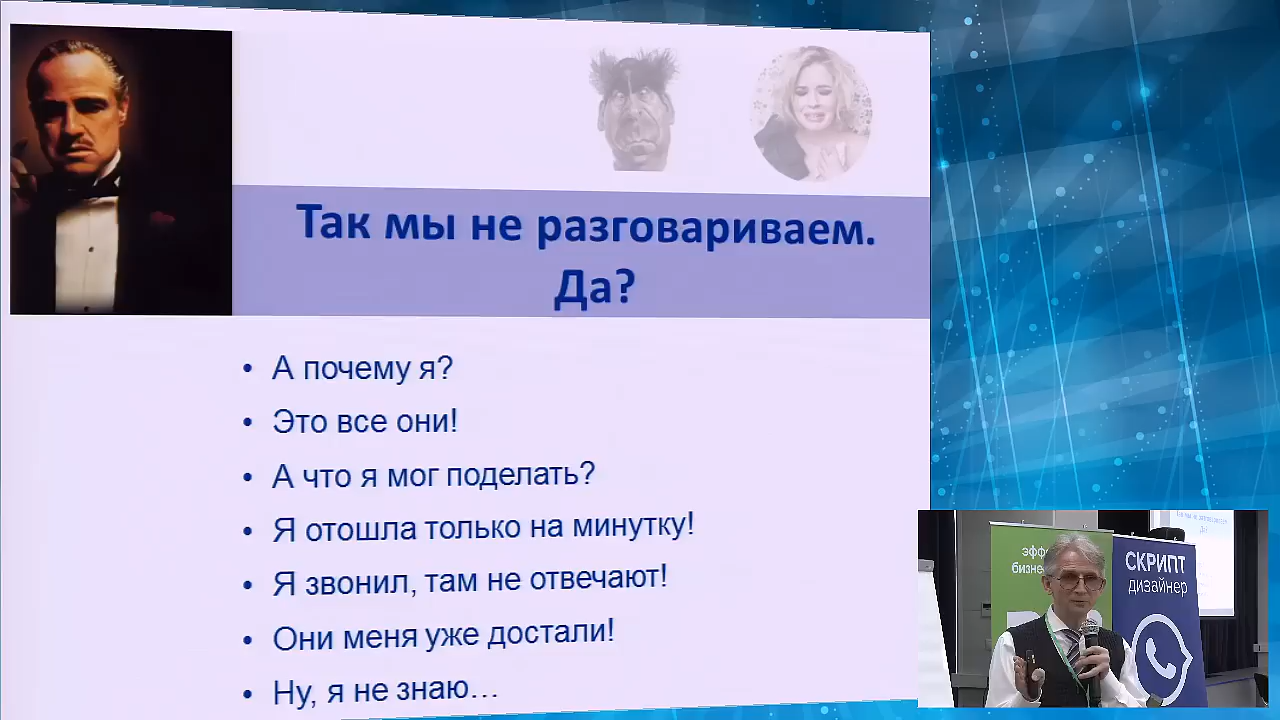 Так мы не разговариваем.
Да?
• А почему я?
• Это все они!
• А что я мог поделать?
• Я отошла только на минутку!
• Я звонил, там не отвечают!
• Они меня уже достали!
• Ну, я не знаю…
СКРИПТ
дизайнер